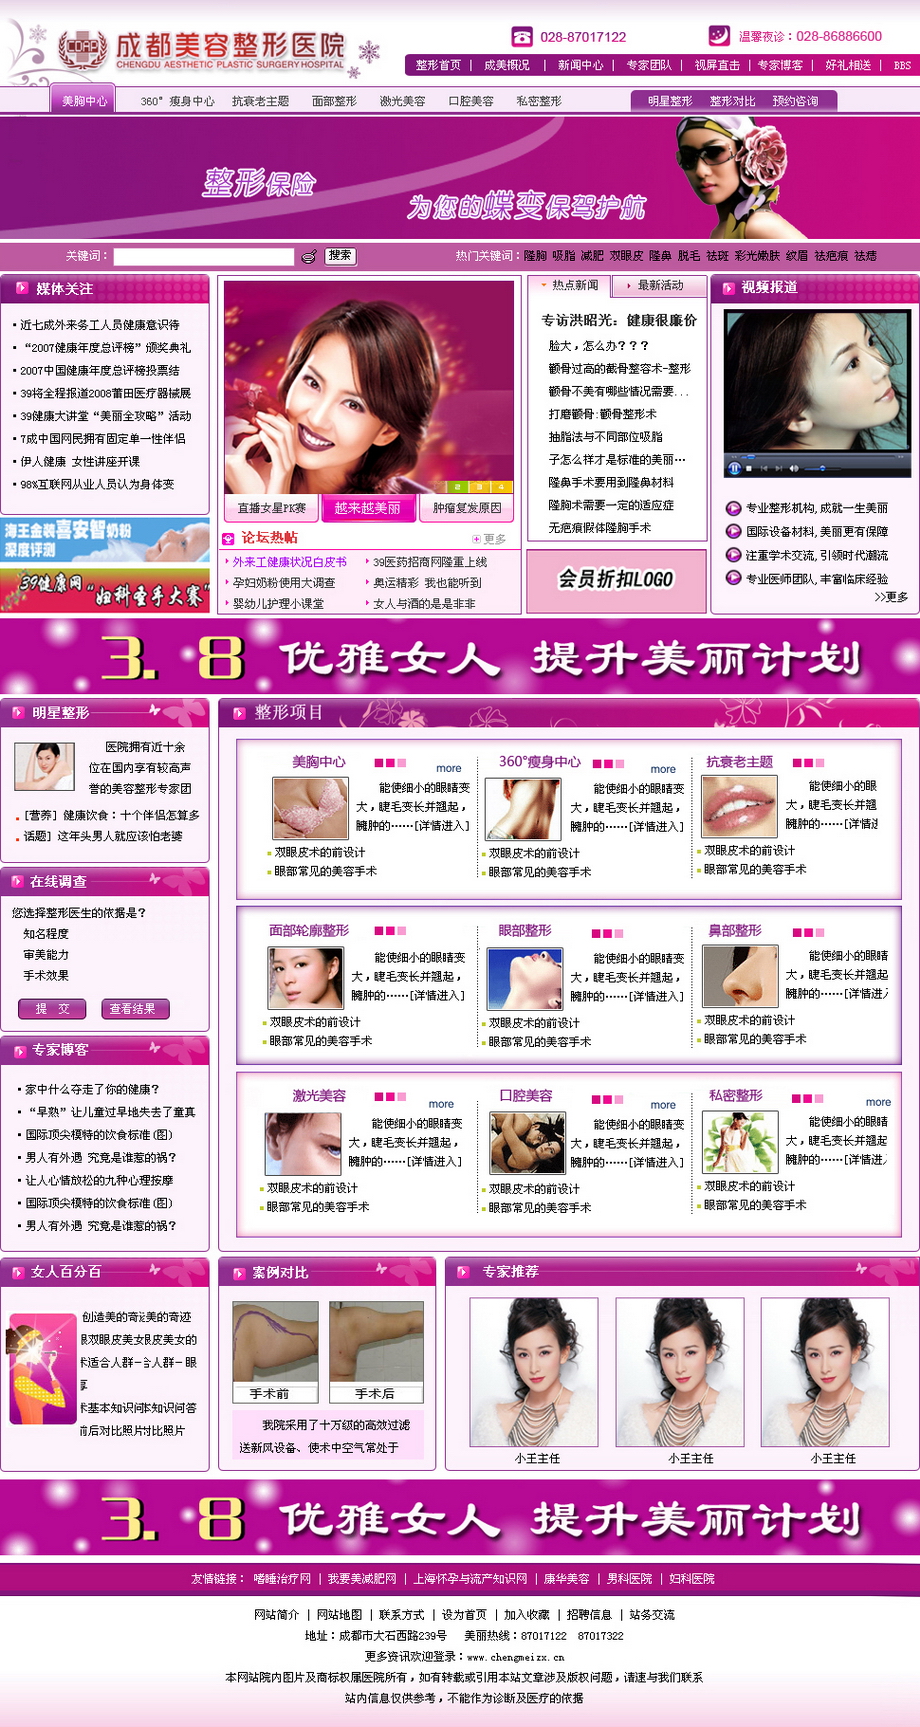 成都美容整形医院
CHENGDU AESTHETIC PLASTIC SURGERY HOSPITAL
028-87017122
温馨夜诊：028-86886600
整形首页 | 成美概况 | 新闻中心 | 专家团队 | 视屏直击 | 专家博客 | 好礼相送 | BBS
美胸中心 360° 瘦身中心 抗衰老主题 面部整形 激光美容 口腔美容 私密整形
明星整形 整形对比 预约咨询
整形保险
为您的蝶变保驾护航
关键词： 搜索
热门关键词：隆胸 吸脂 减肥 双眼皮 隆鼻 脱毛 祛斑 彩光嫩肤 纹眉 祛疤痕 祛痣
媒体关注
近七成外来务工人员健康意识待
“2007健康年度总评榜”颁奖典礼
2007中国健康年度总评榜投票结
39将全程报道2008莆田医疗器械展
39健康大讲堂“美丽全攻略”活动
7成中国网民拥有固定单一性伴侣
伊人健康 女性讲座开课
98%互联网从业人员认为身体变
海王金装喜安智奶粉
深度评测
39健康网
“妇科圣手大赛”
1 2 3 4
直播女星PK赛 越来越美丽 肿瘤复发原因
论坛热帖 更多
外来工健康状况白皮书 39医药招商网隆重上线
孕妇奶粉使用大调查 奥运精彩 我也能听到
婴幼儿护理小课堂 女人与酒的是是非非
热点新闻 最新活动
专访洪昭光：健康很廉价
脸大，怎么办？？？
颧骨过高的截骨整容术-整形
颧骨不美有哪些情况需要...
打磨颧骨:颧骨整形术
抽脂法与不同部位吸脂
子怎么样才是标准的美丽…
隆鼻手术要用到隆鼻材料
隆胸术需要一定的适应症
无疤痕假体隆胸手术
会员折扣LOGO
视频报道
专业整形机构,成就一生美丽
国际设备材料,美丽更有保障
注重学术交流,引领时代潮流
专业医师团队,丰富临床经验
>>更多
3.8 优雅女人 提升美丽计划
明星整形
医院拥有近十余
位在国内享有较高声
誉的美容整形专家团
[营养] 健康饮食：十个伴侣怎算多
话题] 这年头男人就应该怕老婆
在线调查
您选择整形医生的依据是？
知名程度
审美能力
手术效果
提 交 查看结果
专家博客
家中什么夺走了你的健康？
“早熟”让儿童过早地失去了童真
国际顶尖模特的饮食标准(图)
男人有外遇 究竟是谁惹的祸？
让人心情放松的九种心理按摩
国际顶尖模特的饮食标准(图)
男人有外遇 究竟是谁惹的祸？
整形项目
美胸中心 more
能使细小的眼睛变
大，睫毛变长并翘起，
臃肿的……[详情进入]
双眼皮术的前设计
眼部常见的美容手术
360°瘦身中心 more
能使细小的眼睛变
大，睫毛变长并翘起，
臃肿的……[详情进入]
双眼皮术的前设计
眼部常见的美容手术
抗衰老主题
能使细小的眼睛
大，睫毛变长并翘
臃肿的……[详情
双眼皮术的前设计
眼部常见的美容手术
面部轮廓整形
能使细小的眼睛变
大，睫毛变长并翘起，
臃肿的……[详情进入]
双眼皮术的前设计
眼部常见的美容手术
眼部整形
能使细小的眼睛变
大，睫毛变长并翘起，
臃肿的……[详情进入]
双眼皮术的前设计
眼部常见的美容手术
鼻部整形
能使细小的眼睛
大，睫毛变长并翘起
臃肿的……[详情进
双眼皮术的前设计
眼部常见的美容手术
激光美容 more
能使细小的眼睛变
大，睫毛变长并翘起，
臃肿的……[详情进入]
双眼皮术的前设计
眼部常见的美容手术
口腔美容 more
能使细小的眼睛变
大，睫毛变长并翘起，
臃肿的……[详情进入]
双眼皮术的前设计
眼部常见的美容手术
私密整形 more
能使细小的眼睛
大，睫毛变长并翘起
臃肿的……[详情进
双眼皮术的前设计
眼部常见的美容手术
女人百分百
创造美的奇 美的奇迹
双眼皮美女 皮美女的
适合人群- 人群－眼
享
基本知识问 知识问答
后对比照片 对比照片
案例对比
手术前 手术后
我院采用了十万级的高效过滤
送新风设备、使术中空气常处于
专家推荐
小王主任 小王主任 小王主任
3.8 优雅女人 提升美丽计划
友情链接： 嗜睡治疗网 | 我要美减肥网 | 上海怀孕与流产知识网 | 康华美容 | 男科医院 | 妇科医院
网站简介 | 网站地图 | 联系方式 | 设为首页 | 加入收藏 | 招聘信息 | 站务交流
地址：成都市大石西路239号 美丽热线：87017122 87017322
更多资讯欢迎登录：www.chengmeizx.cn
本网站院内图片及商标权属医院所有，如有转载或引用本站文章涉及版权问题，请速与我们联系
站内信息仅供参考，不能作为诊断及医疗的依据